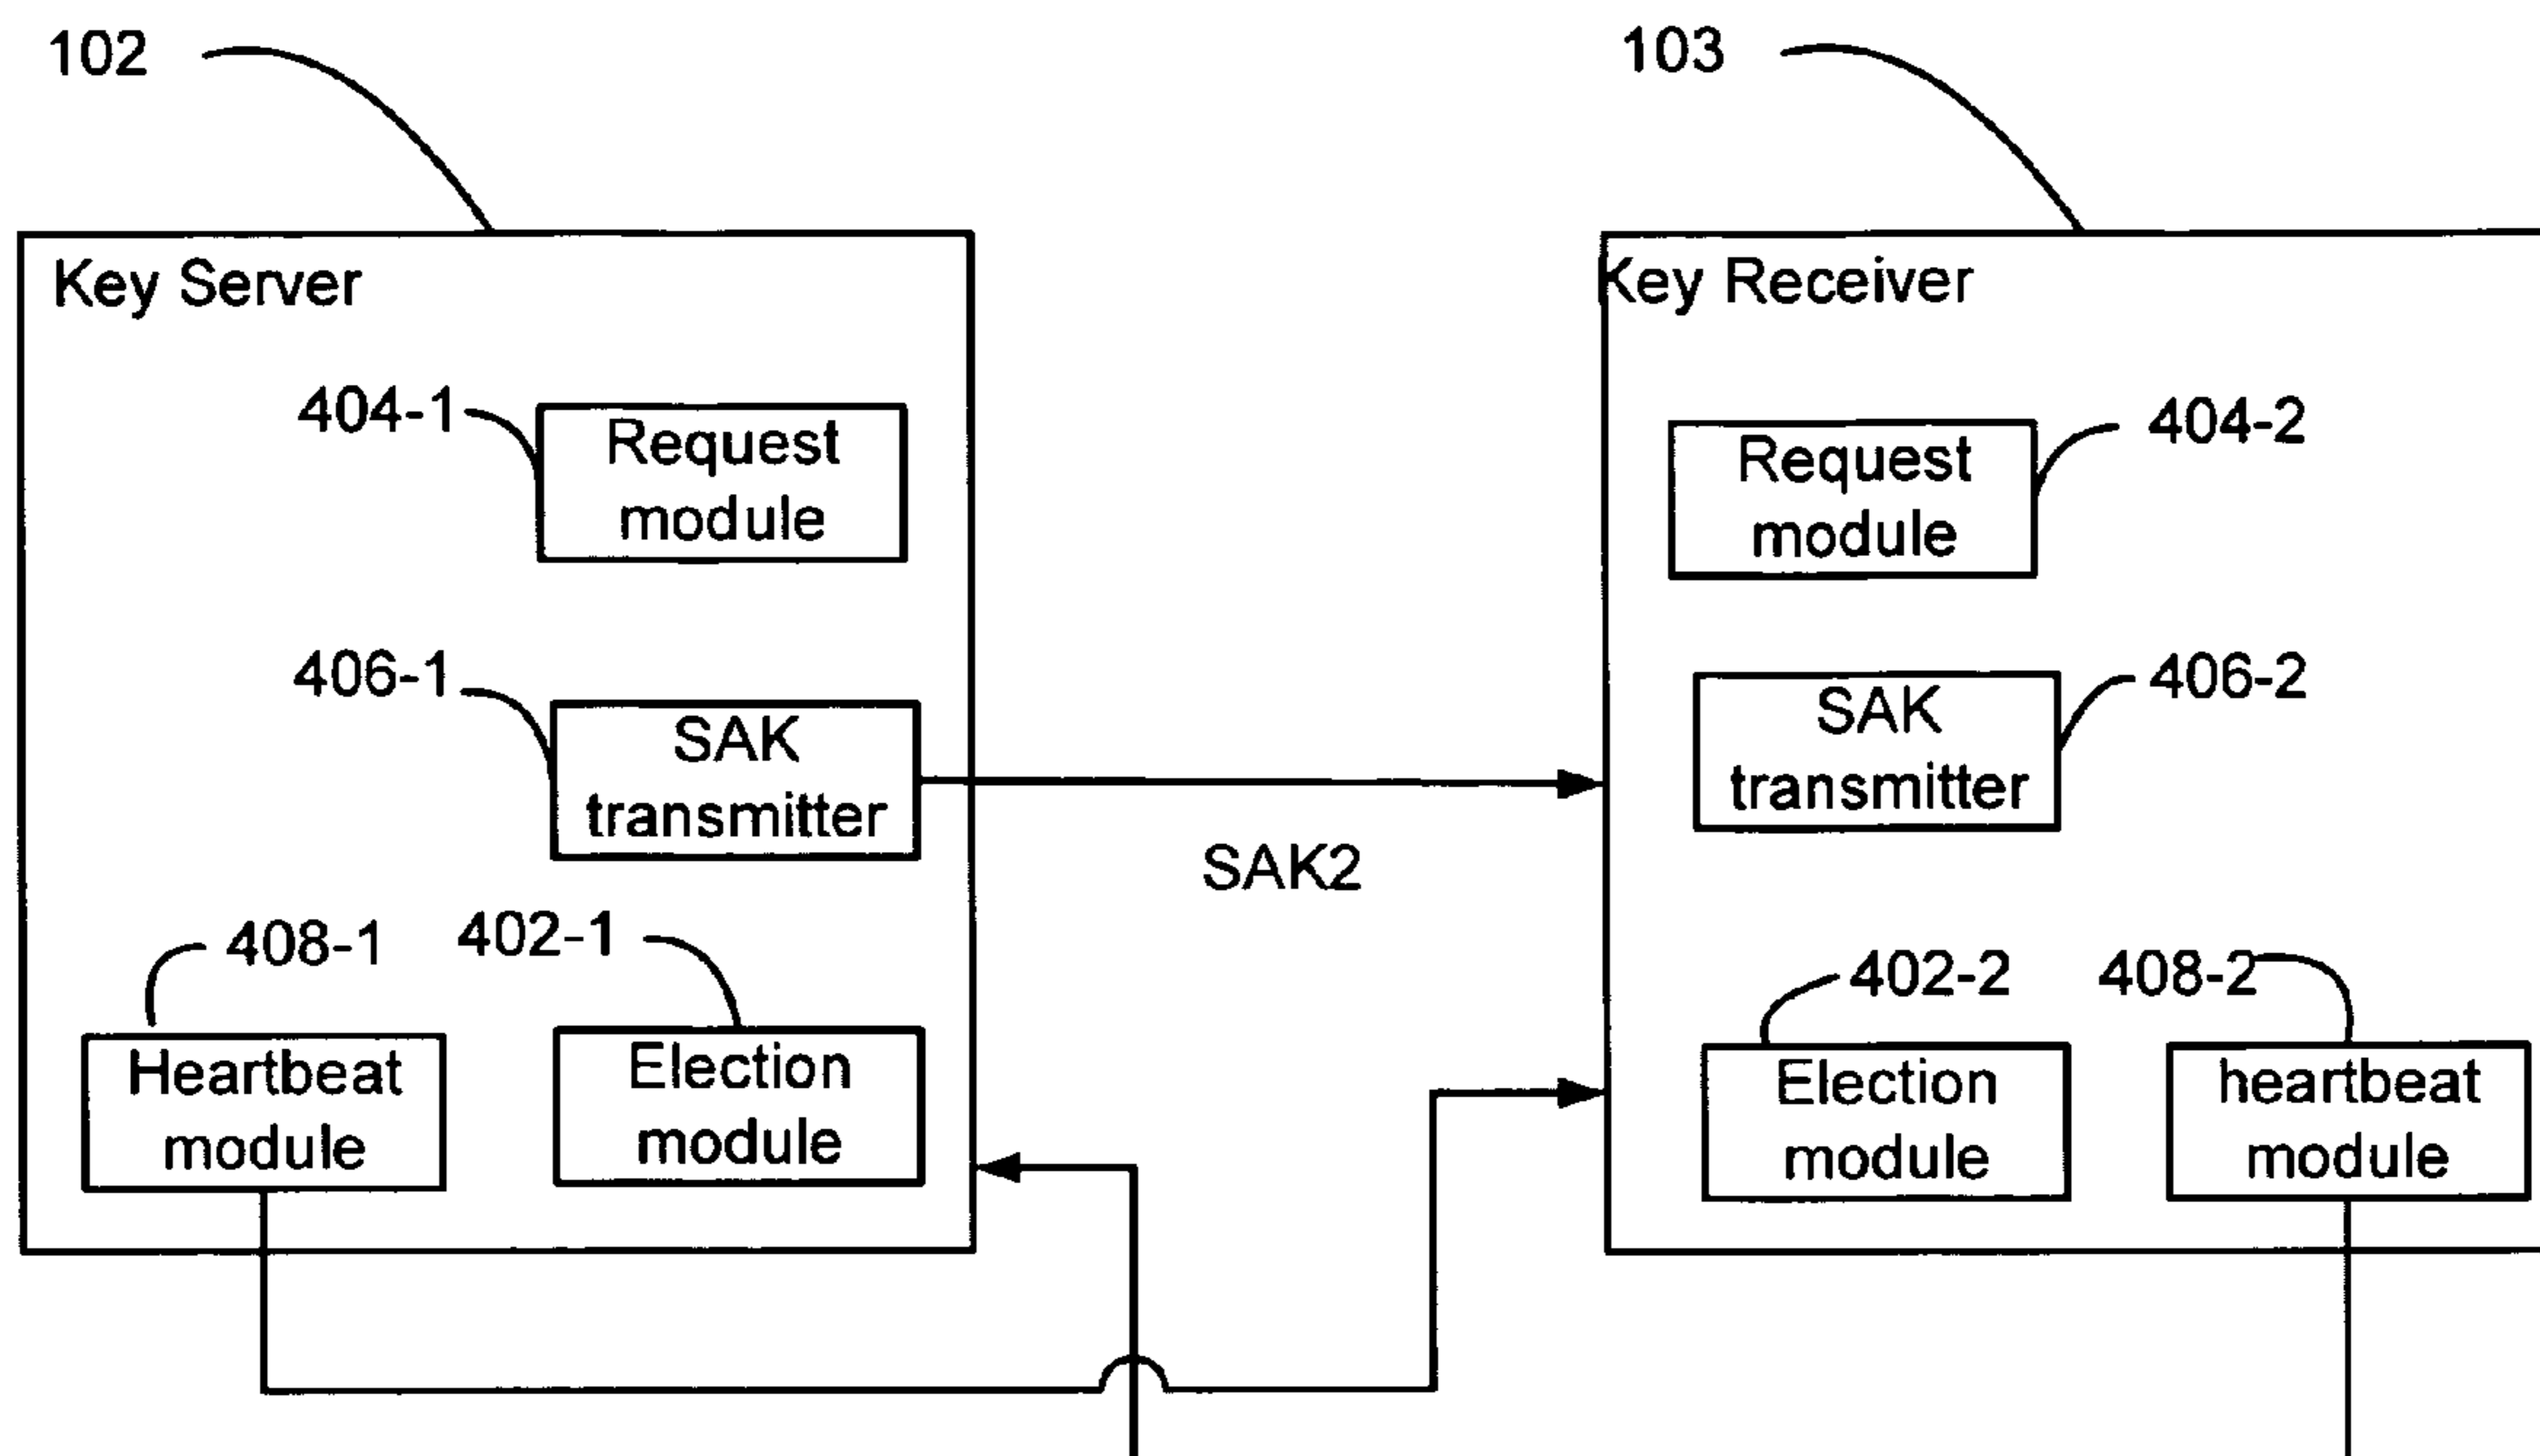 102
103
Key Server
Key Receiver
404-1
Request
module
404-2
Request
module
406-1
SAK
transmitter
406-2
SAK
transmitter
SAK2
408-1
402-1
402-2
408-2
Heartbeat
module
Election
module
Election
module
heartbeat
module